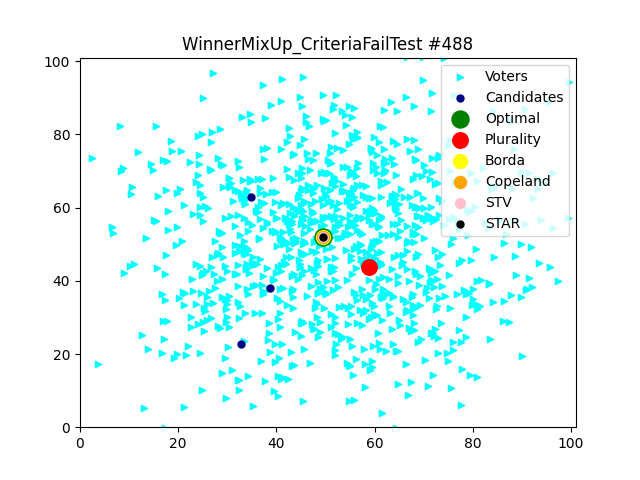 WinnerMixUp_CriteriaFailTest #488
100
80
60
40
20
0
0
20
40
60
80
100
Voters
Candidates
Optimal
Plurality
Borda
Copeland
STV
STAR